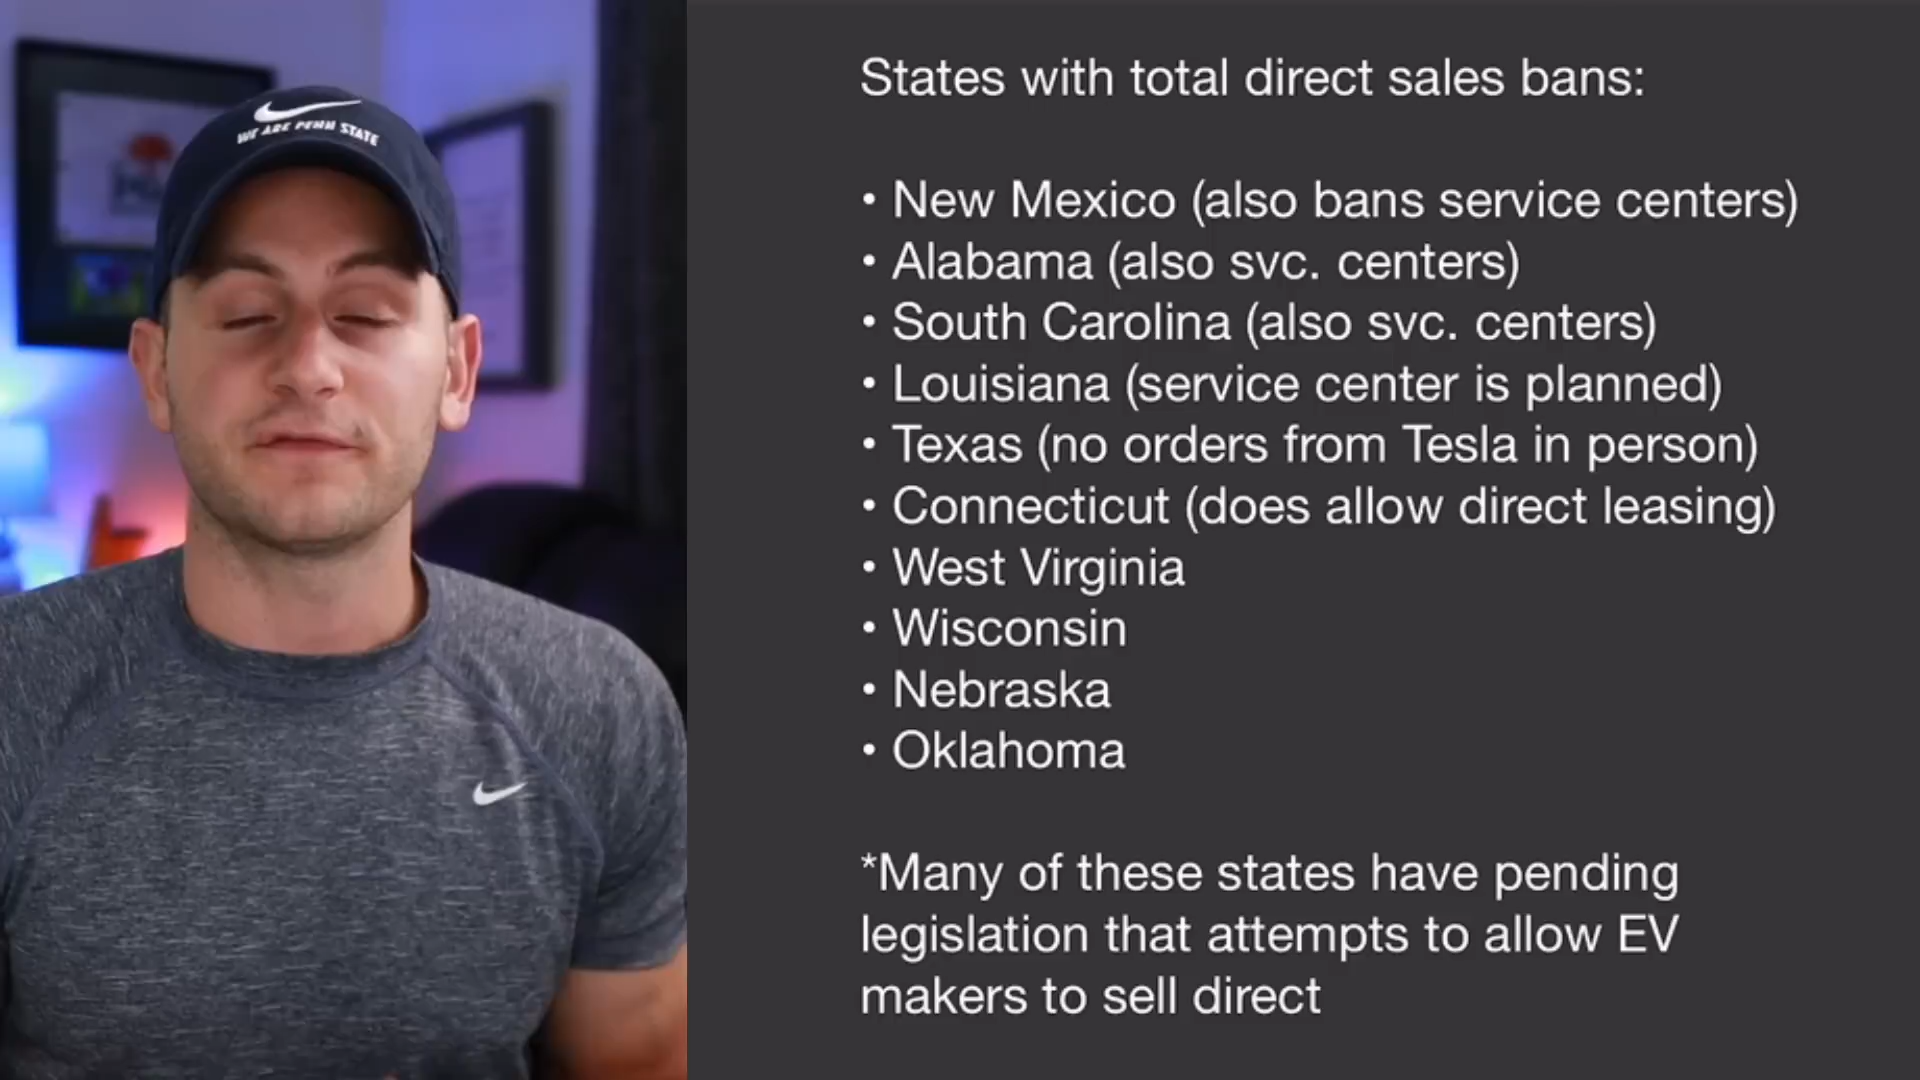 WE ARE PENN STATE
States with total direct sales bans:
• New Mexico (also bans service centers)
• Alabama (also svc. centers)
• South Carolina (also svc. centers)
• Louisiana (service center is planned)
• Texas (no orders from Tesla in person)
• Connecticut (does allow direct leasing)
• West Virginia
• Wisconsin
• Nebraska
• Oklahoma
*Many of these states have pending
legislation that attempts to allow EV
makers to sell direct